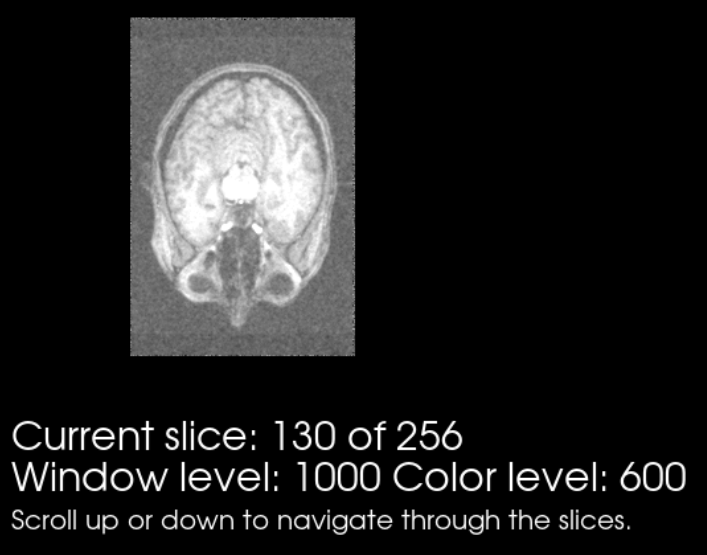 Current slice: 130 of 256
Window level: 1000 Color level: 600
Scroll up or down to navigate through the slices.